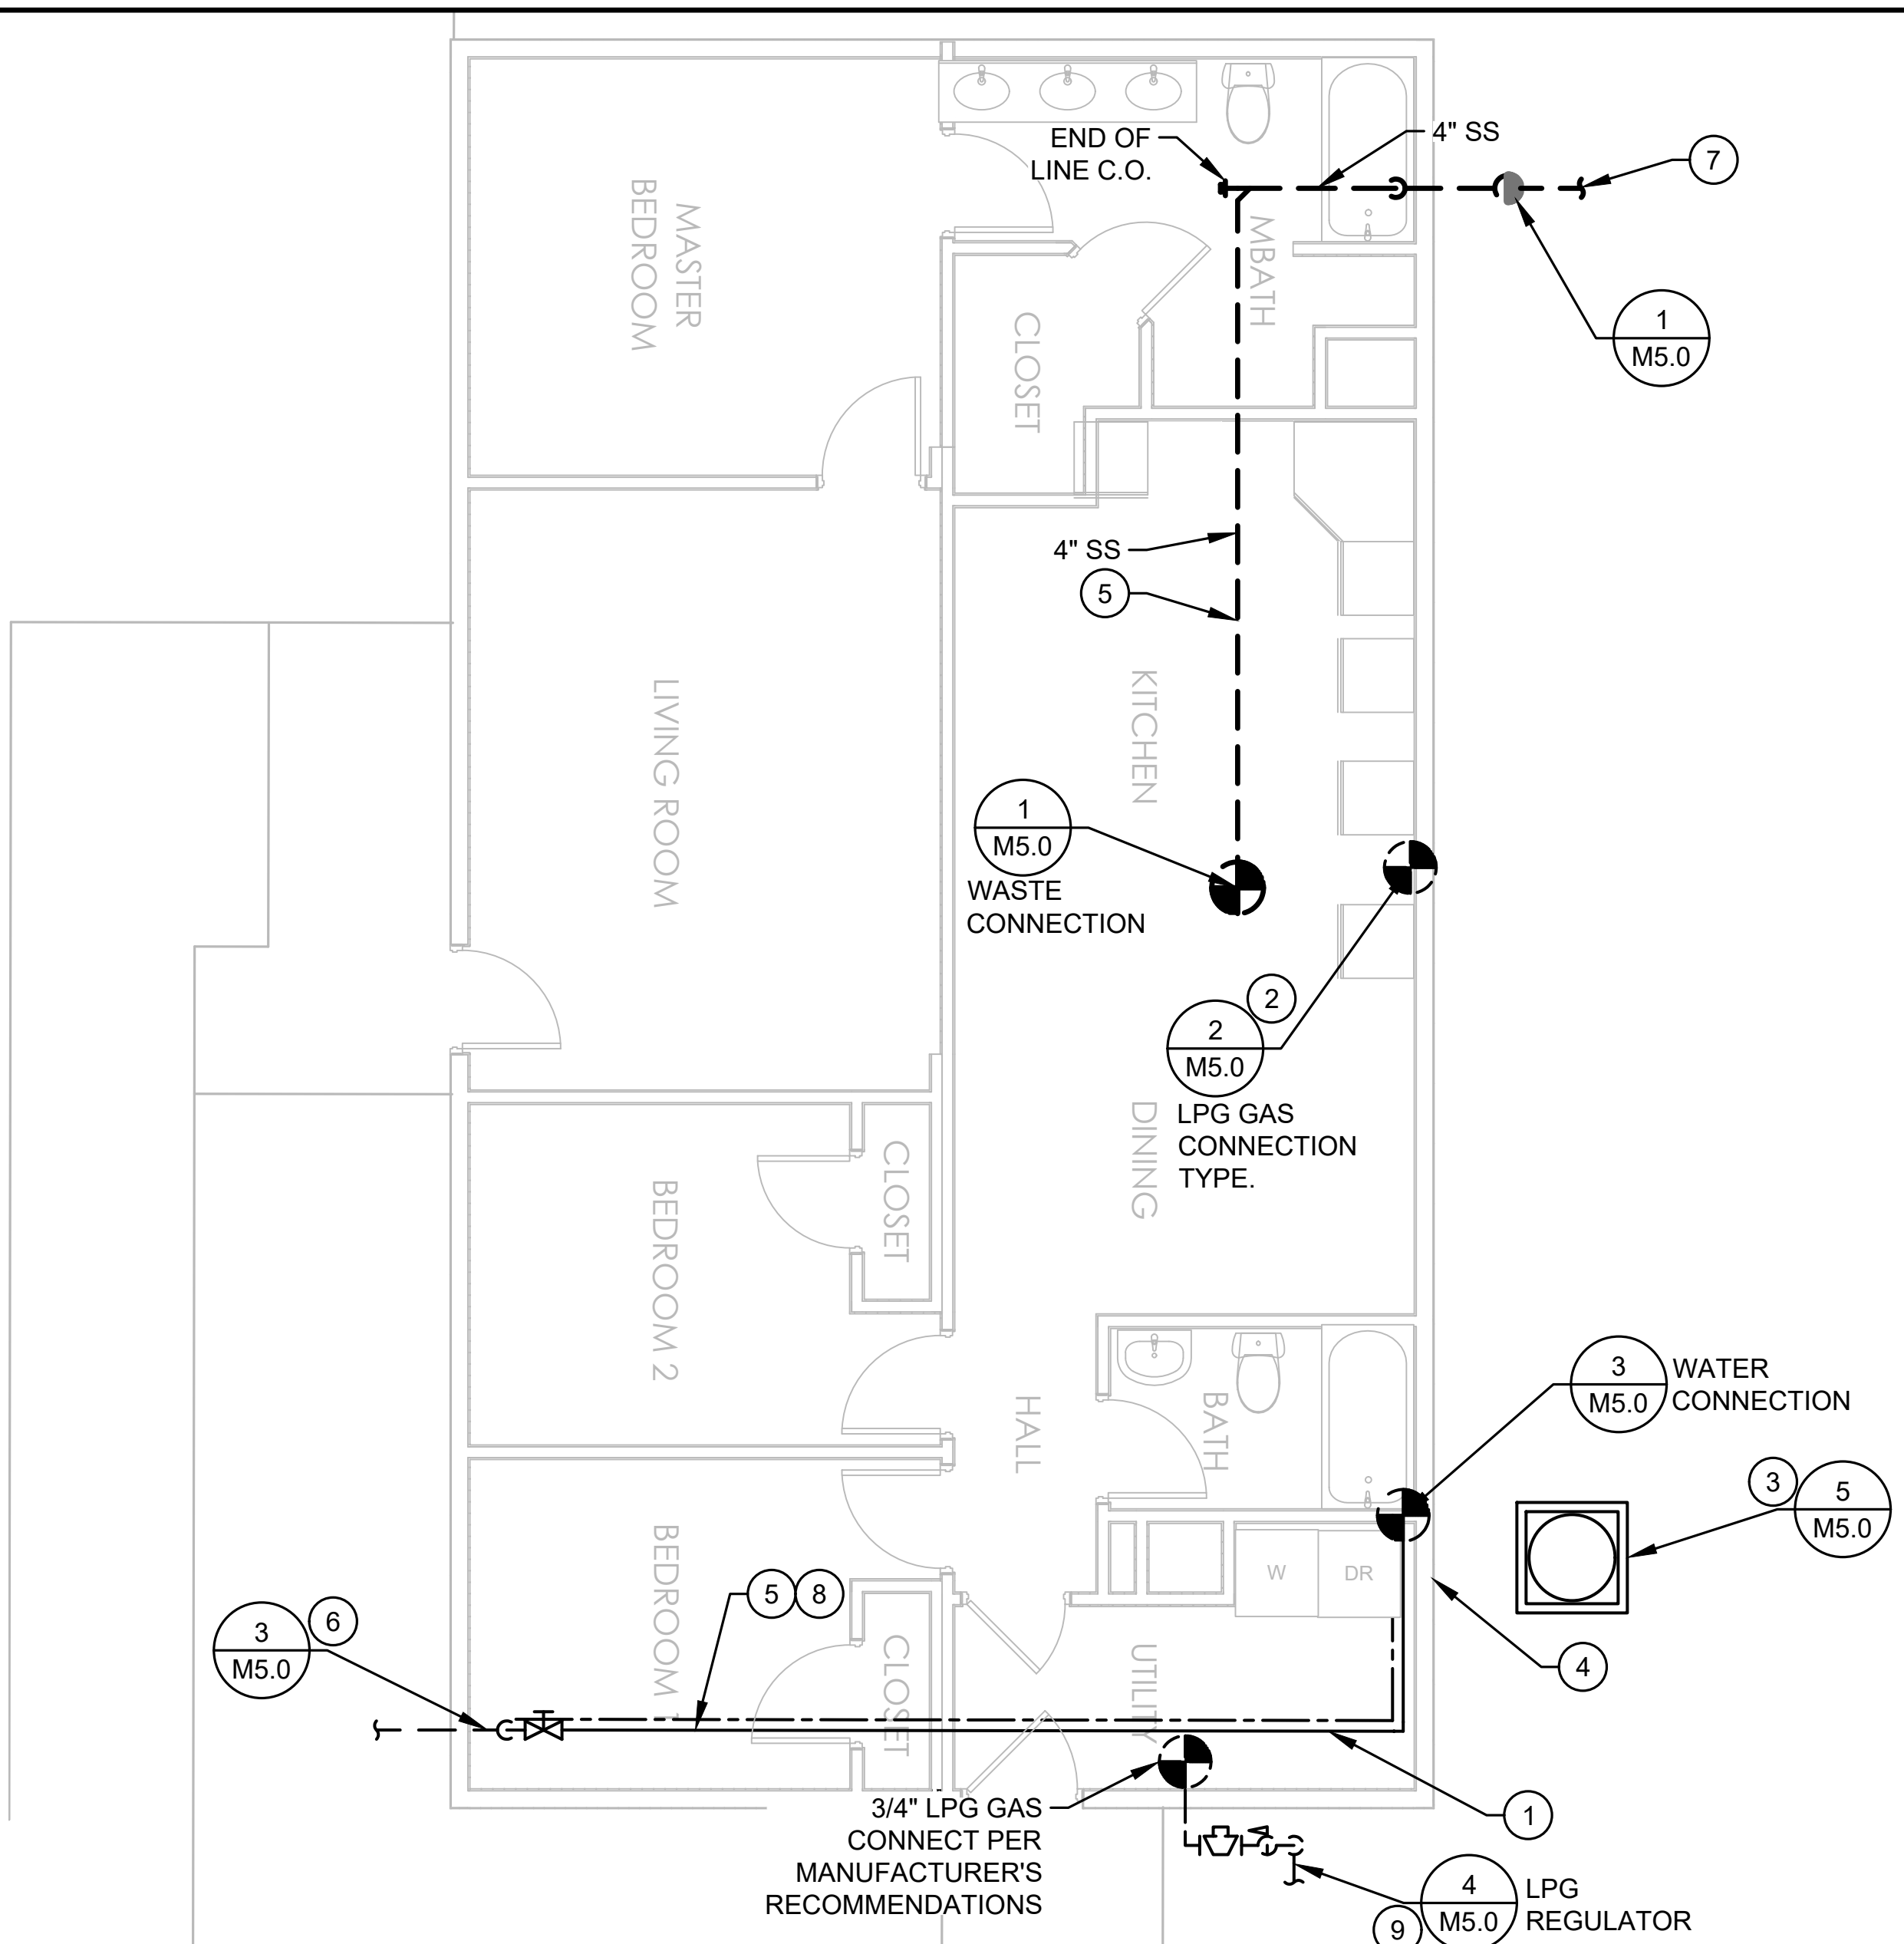 END OF
LINE C.O.
4" SS
7
1
M5.0
MASTER
BEDROOM
MBATH
CLOSET
4" SS
5
LIVING ROOM
KITCHEN
1
M5.0
WASTE
CONNECTION
2
2
M5.0
LPG GAS
CONNECTION
TYPE.
DINING
CLOSET
BEDROOM 2
HALL
BATH
3
M5.0
WATER
CONNECTION
3
5
M5.0
W
DR
4
BEDROOM 1
5
8
CLOSET
UTILITY
3
M5.0
6
1
3/4" LPG GAS
CONNECT PER
MANUFACTURER'S
RECOMMENDATIONS
4
M5.0
LPG
REGULATOR
9